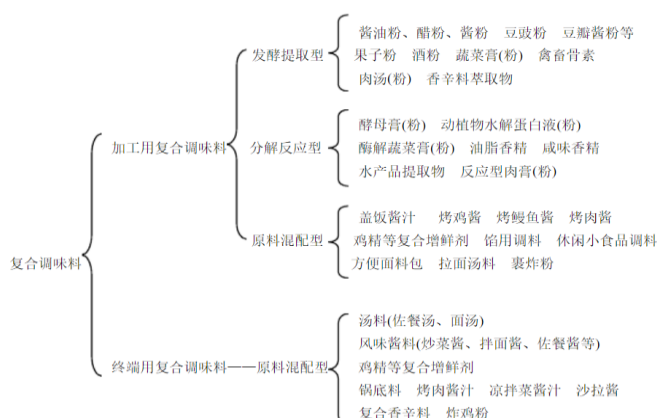 酱油粉、醋粉、酱粉 豆豉粉 豆瓣酱粉等
发酵提取型
果子粉 酒粉 蔬菜膏(粉) 禽畜骨素
肉汤(粉) 香辛料萃取物
酵母膏(粉) 动植物水解蛋白液(粉)
加工用复合调味料
分解反应型
酶解蔬菜膏(粉) 油脂香精 咸味香精
水产品提取物 反应型肉膏(粉)
盖饭酱汁 烤鸡酱 烤鳗鱼酱 烤肉酱
原料混配型
鸡精等复合增鲜剂 馅用调料 休闲小食品调料
方便面料包 拉面汤料 裹炸粉
复合调味料
汤料(佐餐汤、面汤)
风味酱料(炒菜酱、拌面酱、佐餐酱等)
终端用复合调味料——原料混配型
鸡精等复合增鲜剂
锅底料 烤肉酱汁 凉拌菜酱汁 沙拉酱
复合香辛料 炸鸡粉